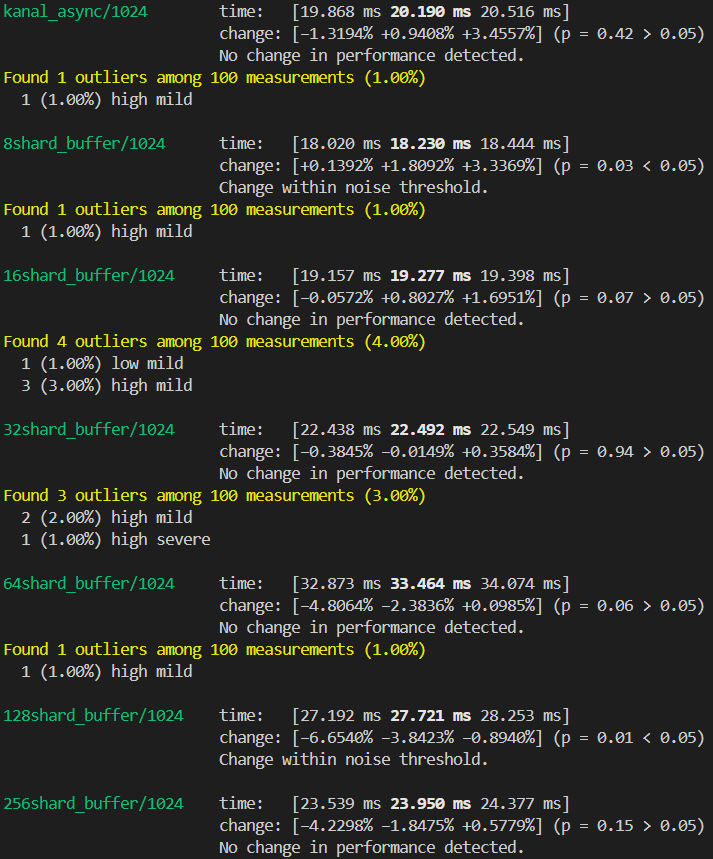 kanal_async/1024 time: [19.868 ms 20.190 ms 20.516 ms]
change: [−1.3194% +0.9408% +3.4557%] (p = 0.42 > 0.05)
No change in performance detected.
Found 1 outliers among 100 measurements (1.00%)
1 (1.00%) high mild
8shard_buffer/1024 time: [18.020 ms 18.230 ms 18.444 ms]
change: [+0.1392% +1.8092% +3.3369%] (p = 0.03 < 0.05)
Change within noise threshold.
Found 1 outliers among 100 measurements (1.00%)
1 (1.00%) high mild
16shard_buffer/1024 time: [19.157 ms 19.277 ms 19.398 ms]
change: [−0.0572% +0.8027% +1.6951%] (p = 0.07 > 0.05)
No change in performance detected.
Found 4 outliers among 100 measurements (4.00%)
1 (1.00%) low mild
3 (3.00%) high mild
32shard_buffer/1024 time: [22.438 ms 22.492 ms 22.549 ms]
change: [−0.3845% −0.0149% +0.3584%] (p = 0.94 > 0.05)
No change in performance detected.
Found 3 outliers among 100 measurements (3.00%)
2 (2.00%) high mild
1 (1.00%) high severe
64shard_buffer/1024 time: [32.873 ms 33.464 ms 34.074 ms]
change: [−4.8064% −2.3836% +0.0985%] (p = 0.06 > 0.05)
No change in performance detected.
Found 1 outliers among 100 measurements (1.00%)
1 (1.00%) high mild
128shard_buffer/1024 time: [27.192 ms 27.721 ms 28.253 ms]
change: [−6.6540% −3.8423% −0.8940%] (p = 0.01 < 0.05)
Change within noise threshold.
256shard_buffer/1024 time: [23.539 ms 23.950 ms 24.377 ms]
change: [−4.2298% −1.8475% +0.5779%] (p = 0.15 > 0.05)
No change in performance detected.